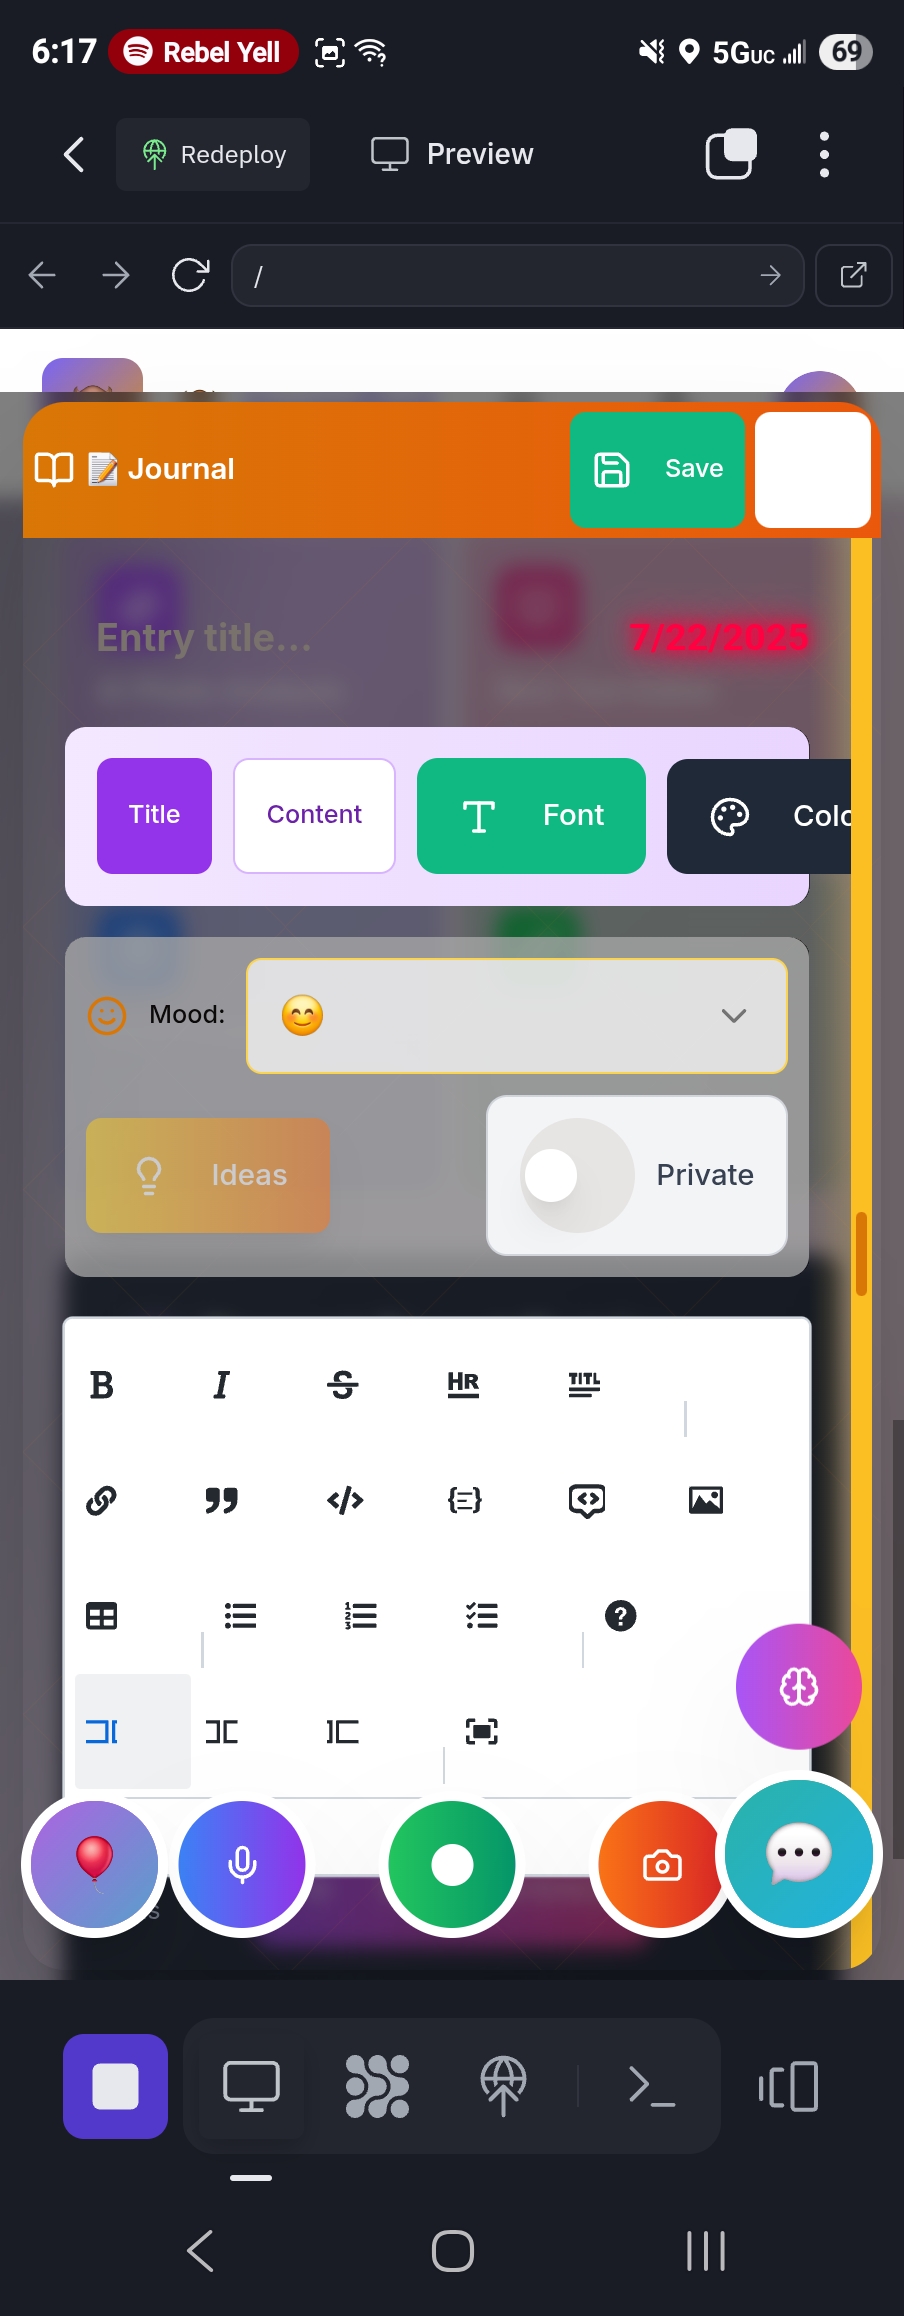 6:17 Rebel Yell 5GUC 69
Redeploy Preview
/
📝 Journal Save
Entry title... 7/22/2025
Title Content Font Colo
Mood: 😊
Ideas Private
B I S HR TITL